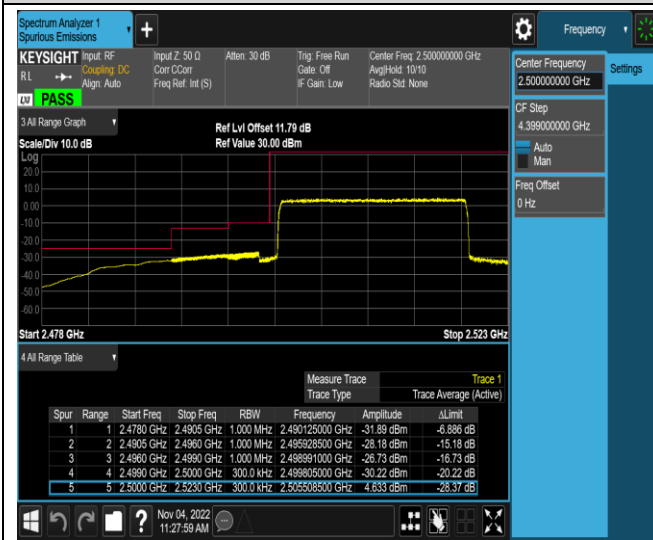 Spectrum Analyzer 1
Spurious Emissions
Frequency
KEYSIGHT Input: RF Input Z: 50 Ω Atten: 30 dB Trig: Free Run Center Freq: 2.500000000 GHz
RL Coupling: DC Corr CCorr Gate: Off Avg|Hold: 10/10
Align: Auto Freq Ref: Int (S) IF Gain: Low Radio Std: None
LXI PASS
Center Frequency
2.500000000 GHz
Settings
CF Step
4.399000000 GHz
Auto
Man
Freq Offset
0 Hz
3 All Range Graph
Ref Lvl Offset 11.79 dB
Scale/Div 10.0 dB Ref Value 30.00 dBm
Log
20.0
10.0
0.00
-10.0
-20.0
-30.0
-40.0
-50.0
-60.0
Start 2.478 GHz Stop 2.523 GHz
4 All Range Table
Measure Trace Trace 1
Trace Type Trace Average (Active)
Spur Range Start Freq Stop Freq RBW Frequency Amplitude ΔLimit
1 1 2.4780 GHz 2.4905 GHz 1.000 MHz 2.490125000 GHz -31.89 dBm -6.886 dB
2 2 2.4905 GHz 2.4960 GHz 1.000 MHz 2.495928500 GHz -28.18 dBm -15.18 dB
3 3 2.4960 GHz 2.4990 GHz 1.000 MHz 2.498991000 GHz -26.73 dBm -16.73 dB
4 4 2.4990 GHz 2.5000 GHz 300.0 kHz 2.499805000 GHz -30.22 dBm -20.22 dB
5 5 2.5000 GHz 2.5230 GHz 300.0 kHz 2.505508500 GHz 4.633 dBm -28.37 dB
Nov 04, 2022
11:27:59 AM